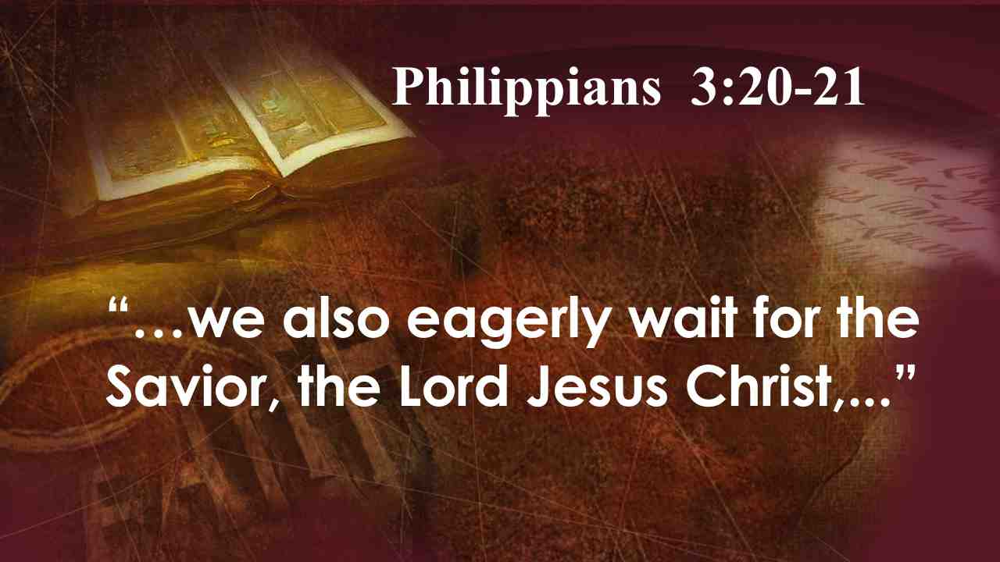 Philippians 3:20-21
“…we also eagerly wait for the
Savior, the Lord Jesus Christ,...”